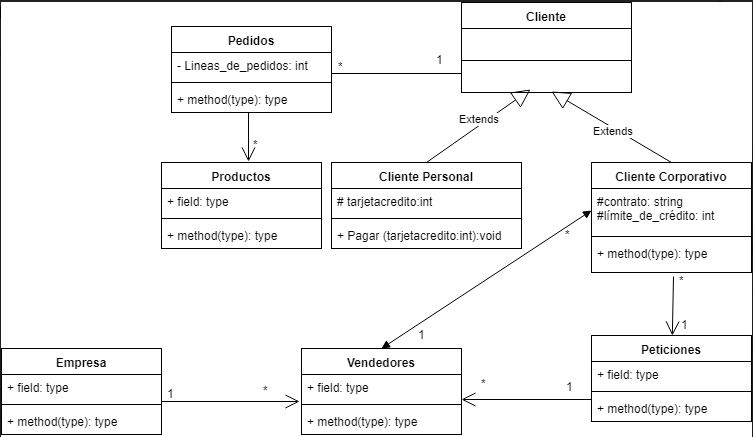 Cliente
Pedidos
- Lineas_de_pedidos: int
+ method(type): type
*
1
Extends
Extends
*
Productos
+ field: type
+ method(type): type
Cliente Personal
# tarjetacredito:int
+ Pagar (tarjetacredito:int):void
Cliente Corporativo
#contrato: string
#límite_de_crédito: int
+ method(type): type
*
*
1
1
Empresa
+ field: type
+ method(type): type
1
*
Vendedores
+ field: type
+ method(type): type
*
1
Peticiones
+ field: type
+ method(type): type